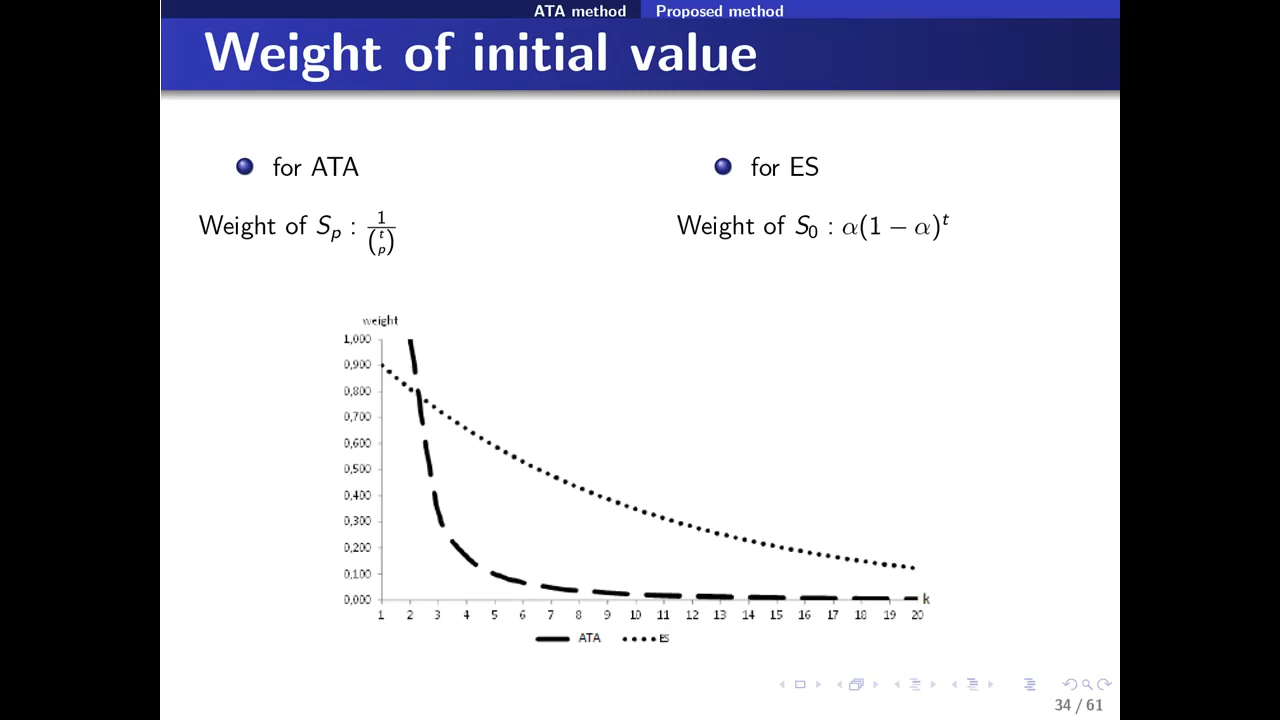 ATA method Proposed method
Weight of initial value
for ATA
Weight of S_p : 1/(t p)
for ES
Weight of S_0 : α(1 − α)^t
weight
1,000
0,900
0,800
0,700
0,600
0,500
0,400
0,300
0,200
0,100
0,000
k
1 2 3 4 5 6 7 8 9 10 11 12 13 14 15 16 17 18 19 20
ATA ES
34 / 61